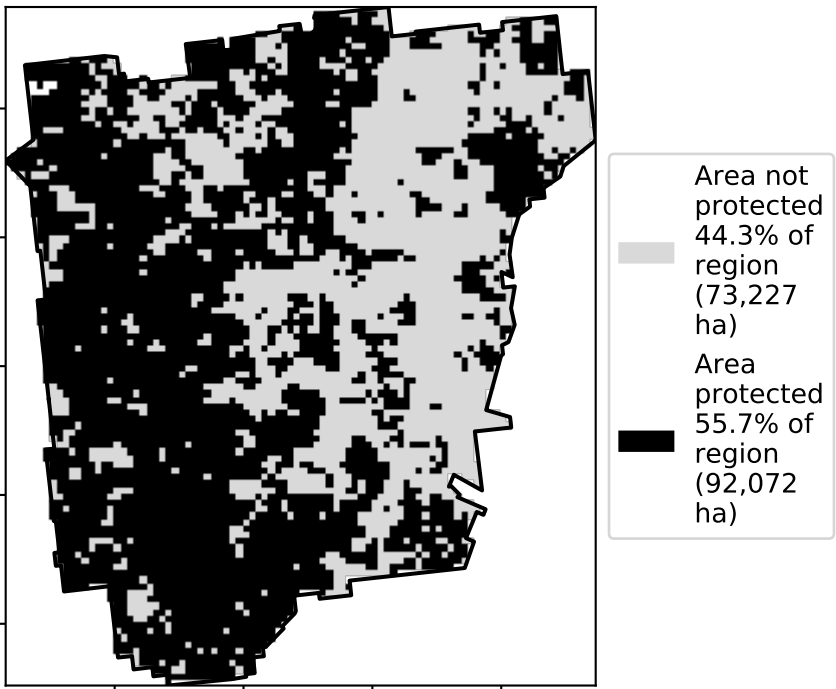 Area not
protected
44.3% of
region
(73,227
ha)
Area
protected
55.7% of
region
(92,072
ha)